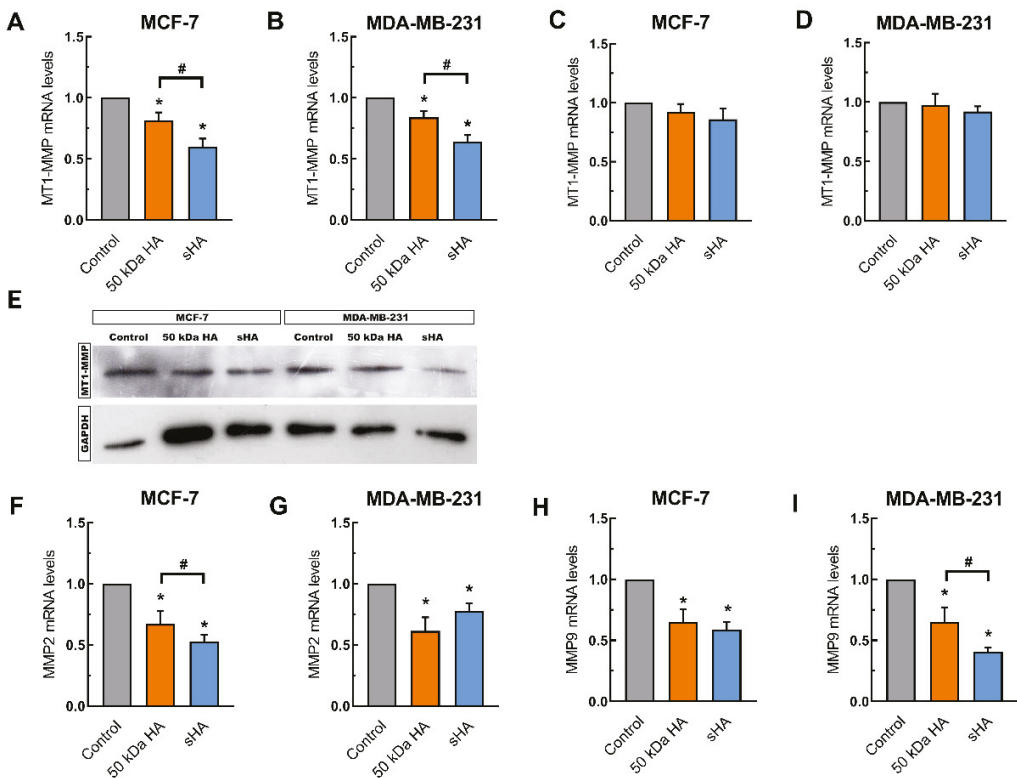 A
MCF-7
MT1-MMP mRNA levels
1.5
1.0
0.5
0.0
*
*
#
Control
50 kDa HA
sHA
B
MDA-MB-231
MT1-MMP mRNA levels
1.5
1.0
0.5
0.0
*
*
#
Control
50 kDa HA
sHA
C
MCF-7
MT1-MMP mRNA levels
1.5
1.0
0.5
0.0
Control
50 kDa HA
sHA
D
MDA-MB-231
MT1-MMP mRNA levels
1.5
1.0
0.5
0.0
Control
50 kDa HA
sHA
E
MCF-7 MDA-MB-231
Control 50 kDa HA sHA Control 50 kDa HA sHA
MT1-MMP
GAPDH
F
MCF-7
MMP2 mRNA levels
1.5
1.0
0.5
0.0
*
*
#
Control
50 kDa HA
sHA
G
MDA-MB-231
MMP2 mRNA levels
1.5
1.0
0.5
0.0
*
*
Control
50 kDa HA
sHA
H
MCF-7
MMP9 mRNA levels
1.5
1.0
0.5
0.0
*
*
Control
50 kDa HA
sHA
I
MDA-MB-231
MMP9 mRNA levels
1.5
1.0
0.5
0.0
*
*
#
Control
50 kDa HA
sHA